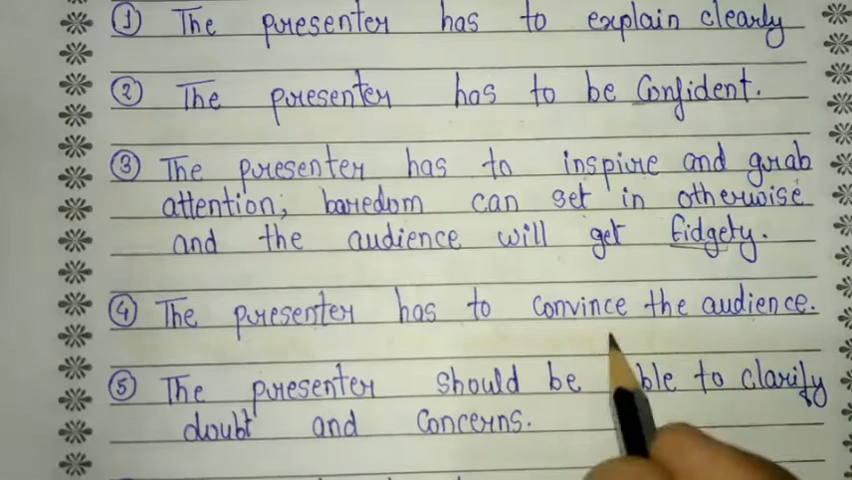 ① The presenter has to explain clearly
② The presenter has to be Confident.
③ The presenter has to inspire and grab
attention; baredom can set in otherwise
and the audience will get fidgety.
④ The presenter has to convince the audience.
⑤ The presenter should be able to clarify
doubt and Concerns.